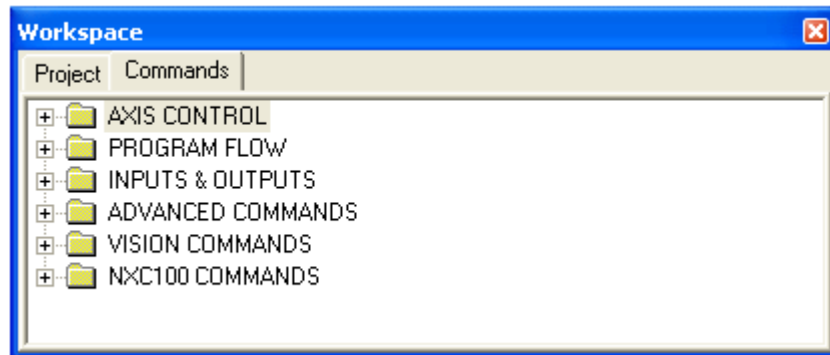 Workspace
Project Commands
AXIS CONTROL
PROGRAM FLOW
INPUTS & OUTPUTS
ADVANCED COMMANDS
VISION COMMANDS
NXC100 COMMANDS